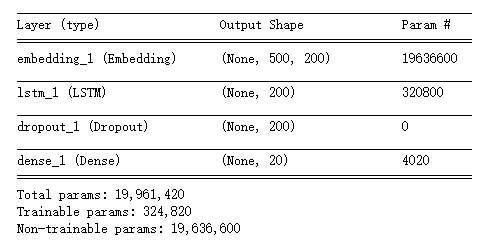 Layer (type) Output Shape Param #
embedding_1 (Embedding) (None, 500, 200) 19636600
lstm_1 (LSTM) (None, 200) 320800
dropout_1 (Dropout) (None, 200) 0
dense_1 (Dense) (None, 20) 4020
Total params: 19,961,420
Trainable params: 324,820
Non-trainable params: 19,636,600